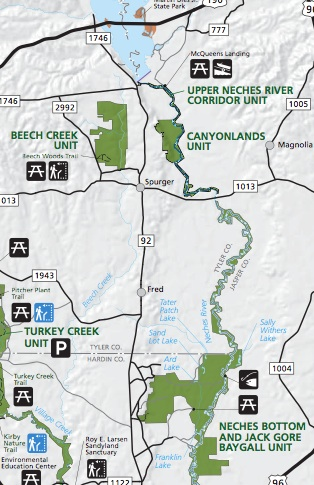 Martin Dies Jr.
State Park
190
777
1746
McQueens Landing
UPPER NECHES RIVER
CORRIDOR UNIT
1746
2992
1005
BEECH CREEK
UNIT
CANYONLANDS
UNIT
Magnolia
Beech Woods Trail
Spurger
1013
013
92
TYLER CO.
JASPER CO.
1943
Beech Creek
Fred
Pitcher Plant
Trail
Tater
Patch
Lake
Neches River
Sally
Withers
Lake
TURKEY CREEK
UNIT
P
Sand
Lot Lake
TYLER CO.
HARDIN CO.
Ard
Lake
1004
Turkey Creek
Trail
Village Creek
NECHES BOTTOM
AND JACK GORE
BAYGALL UNIT
Kirby
Nature
Trail
Roy E. Larsen
Sandyland
Sanctuary
Environmental
Education Center
Franklin
Lake
1122
96